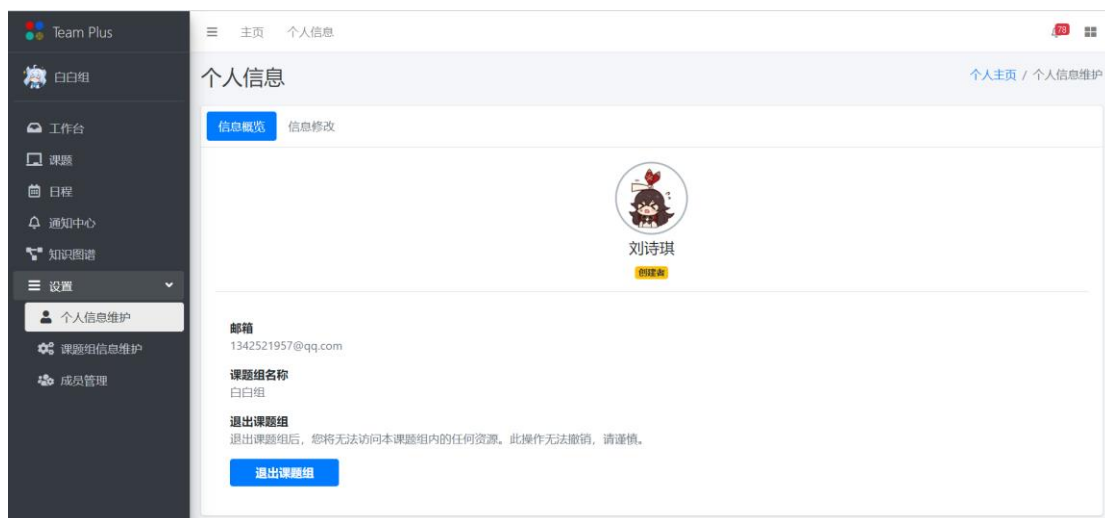 Team Plus
主页 个人信息
78
白白组
个人信息
个人主页 / 个人信息维护
工作台
课题
日程
通知中心
知识图谱
设置
个人信息维护
课题组信息维护
成员管理
信息概览 信息修改
刘诗琪
创建者
邮箱
1342521957@qq.com
课题组名称
白白组
退出课题组
退出课题组后，您将无法访问本课题组内的任何资源。此操作无法撤销，请谨慎。
退出课题组